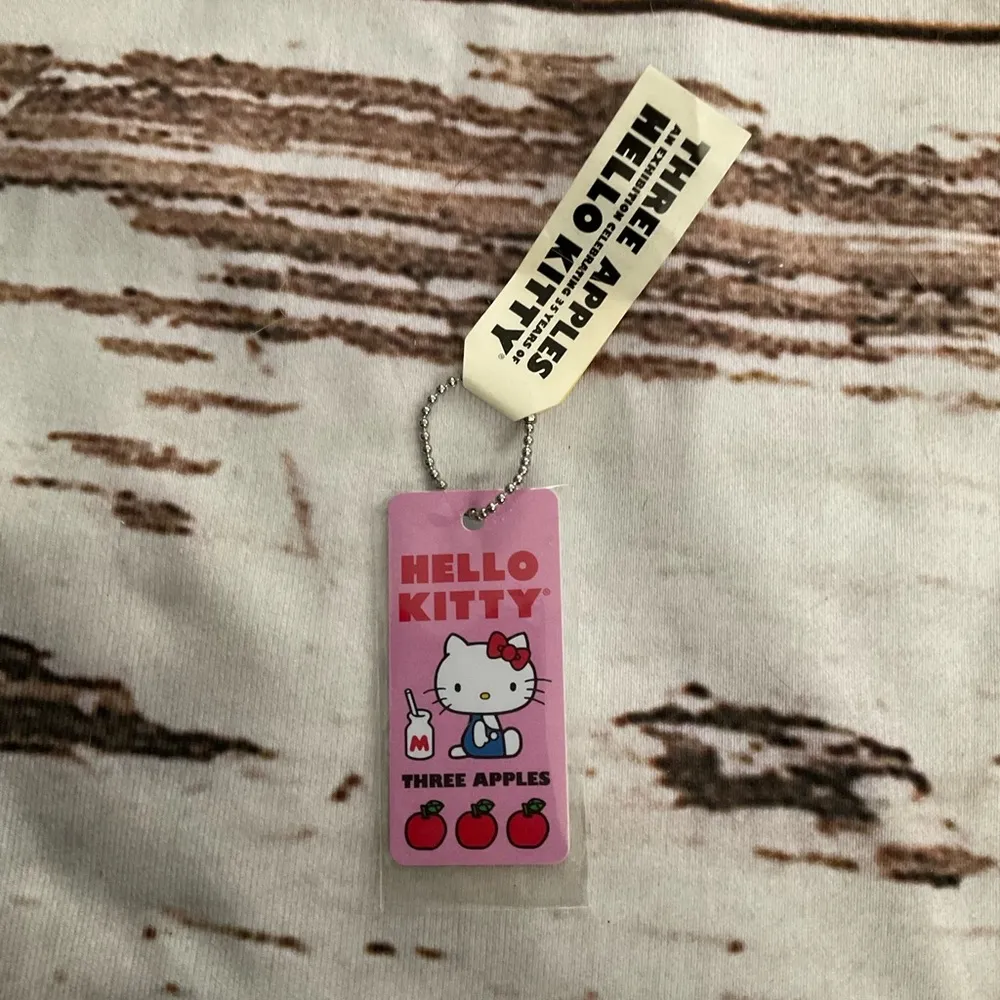 THREE APPLES
AN EXHIBITION CELEBRATING 35 YEARS OF
HELLO KITTY®
HELLO
KITTY®
M
THREE APPLES